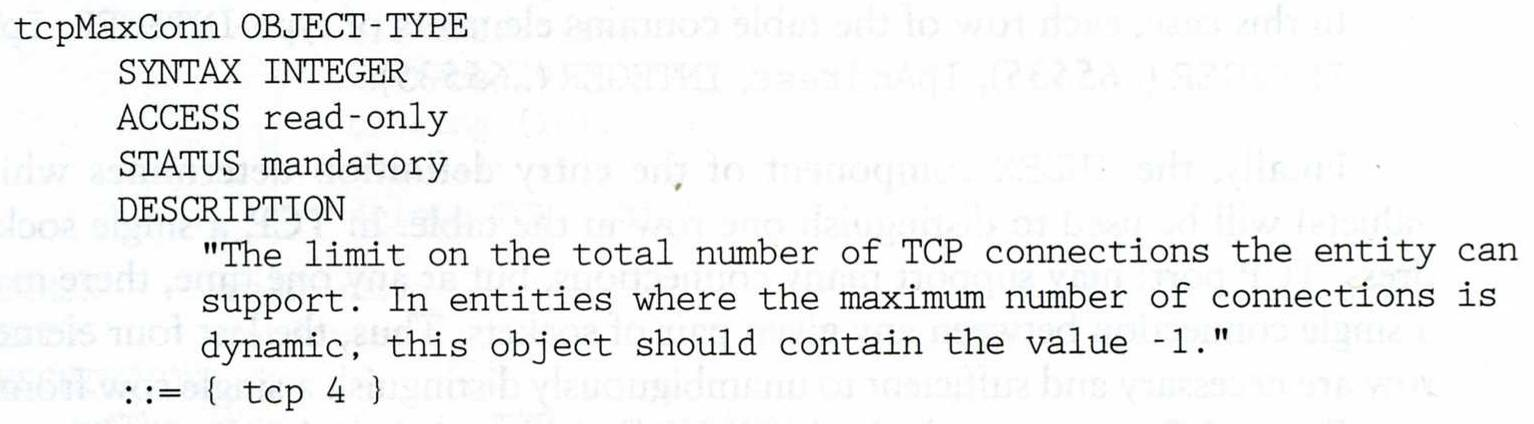 tcpMaxConn OBJECT-TYPE
SYNTAX INTEGER
ACCESS read-only
STATUS mandatory
DESCRIPTION
"The limit on the total number of TCP connections the entity can
support. In entities where the maximum number of connections is
dynamic, this object should contain the value -1."
::= { tcp 4 }